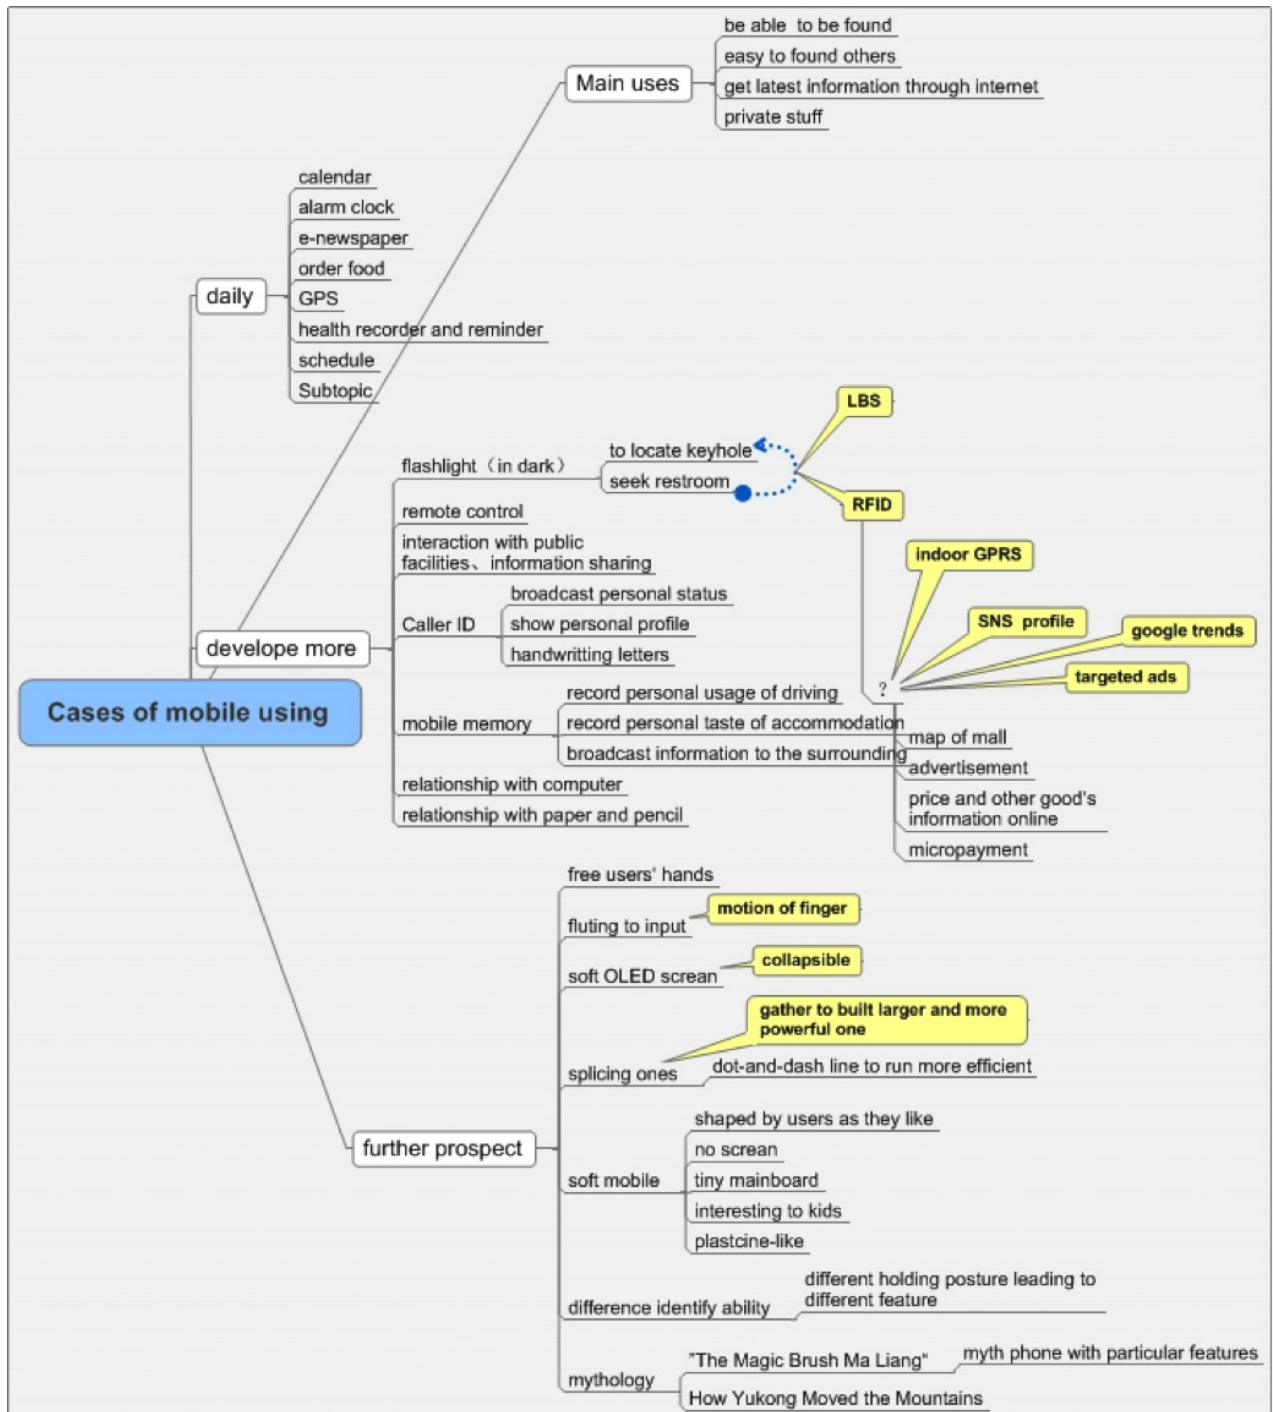 be able  to be found
easy to found others
Main uses
get latest information through internet
private stuff
calendar
alarm clock
e-newspaper
order food
daily
GPS
health recorder and reminder
schedule
Subtopic
LBS
to locate keyhole
flashlight（in dark）
seek restroom
RFID
remote control
interaction with public
facilities、information sharing
indoor GPRS
broadcast personal status
Caller ID
show personal profile
handwritting letters
SNS  profile
google trends
targeted ads
?
develope more
Cases of mobile using
record personal usage of driving
mobile memory
record personal taste of accommodation
broadcast information to the surrounding
map of mall
advertisement
price and other good's
information online
micropayment
relationship with computer
relationship with paper and pencil
free users' hands
fluting to input
motion of finger
soft OLED screan
collapsible
gather to built larger and more
powerful one
splicing ones
dot-and-dash line to run more efficient
further prospect
shaped by users as they like
no screan
soft mobile
tiny mainboard
interesting to kids
plastcine-like
difference identify ability
different holding posture leading to
different feature
"The Magic Brush Ma Liang"
myth phone with particular features
mythology
How Yukong Moved the Mountains